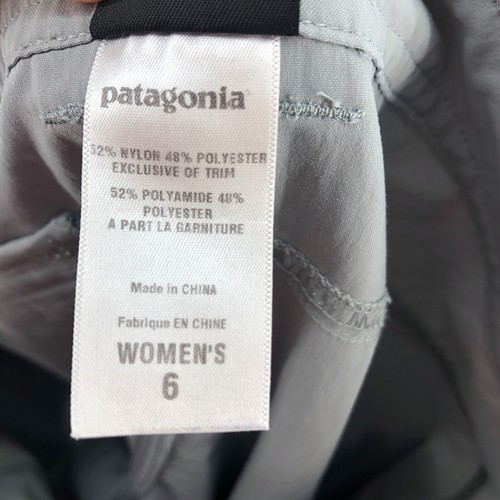 patagonia
52% NYLON 48% POLYESTER
EXCLUSIVE OF TRIM
52% POLYAMIDE 48%
POLYESTER
A PART LA GARNITURE
Made in CHINA
Fabrique EN CHINE
WOMEN'S
6